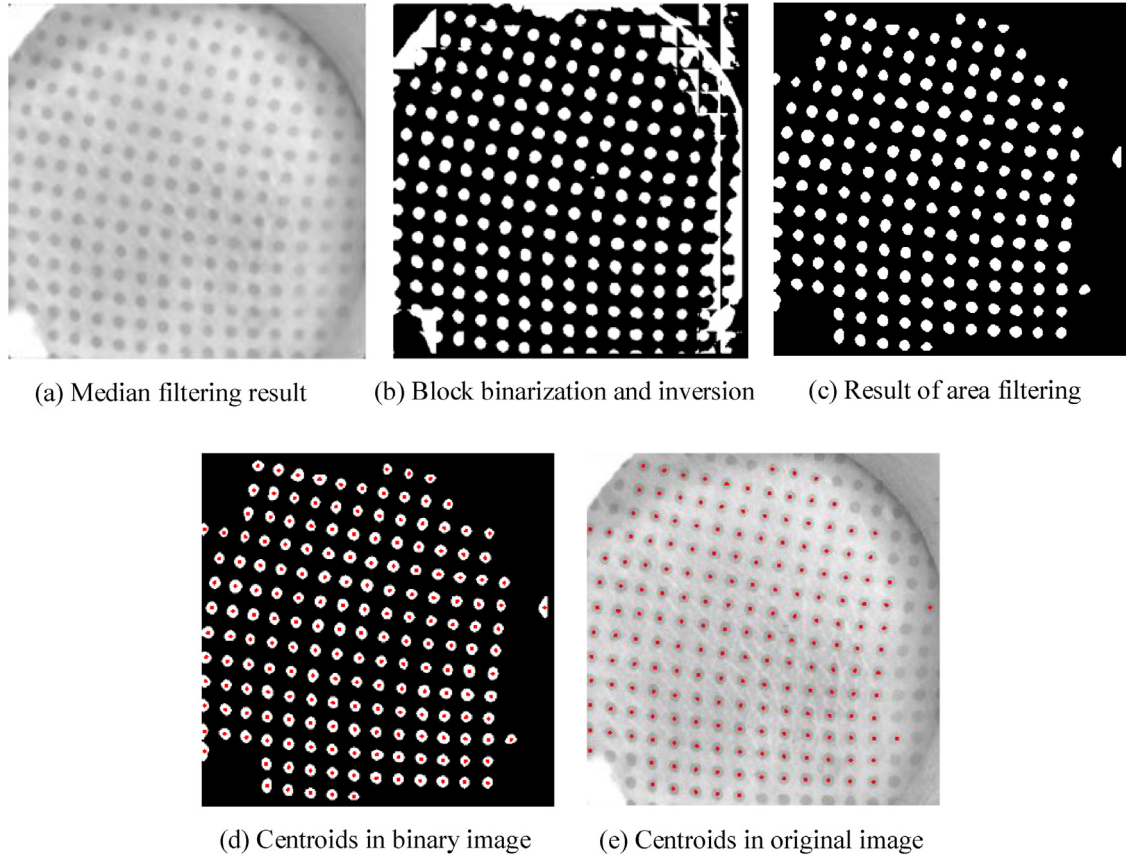 (a) Median filtering result
(b) Block binarization and inversion
(c) Result of area filtering
(d) Centroids in binary image
(e) Centroids in original image